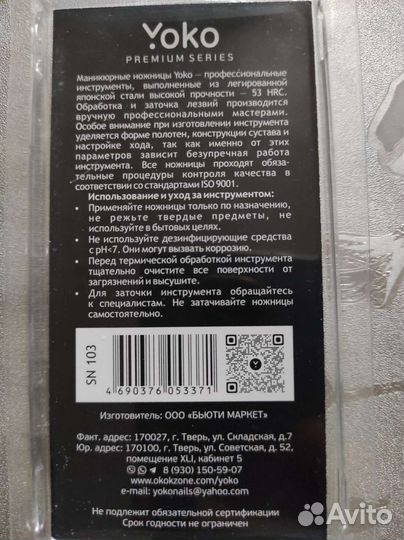 Yoko
PREMIUM SERIES
Маникюрные ножницы Yoko – профессиональные
инструменты, выполненные из легированной
японской стали высокой прочности – 53 HRC.
Обработка и заточка лезвий производится
вручную профессиональными мастерами.
Особое внимание при изготовлении инструмента
уделяется форме полотен, конструкции сустава и
настройке хода, так как именно от этих
параметров зависит безупречная работа
инструмента. Все ножницы проходят обяза-
тельные процедуры контроля качества в
соответствии со стандартами ISO 9001.
Использование и уход за инструментом:
• Применяйте ножницы только по назначению,
не режьте твердые предметы, не
используйте в бытовых целях.
• Не используйте дезинфицирующие средства
с pH<7. Они могут вызвать коррозию.
• Перед термической обработкой инструмента
тщательно очистите все поверхности от
загрязнений и высушите.
• Для заточки инструмента обращайтесь
к специалистам. Не затачивайте ножницы
самостоятельно.
SN 103
4 690376 053371
Изготовитель: ООО «БЬЮТИ МАРКЕТ»
Факт. адрес: 170027, г. Тверь, ул. Складская, д.7
Юр. адрес: 170100, г. Тверь, ул. Советская, д. 52,
помещение XLI, кабинет 5
8 (930) 150-59-07
www.okokzone.com/yoko
e-mail: yokonails@yahoo.com
Не подлежит обязательной сертификации
Срок годности не ограничен
Avito